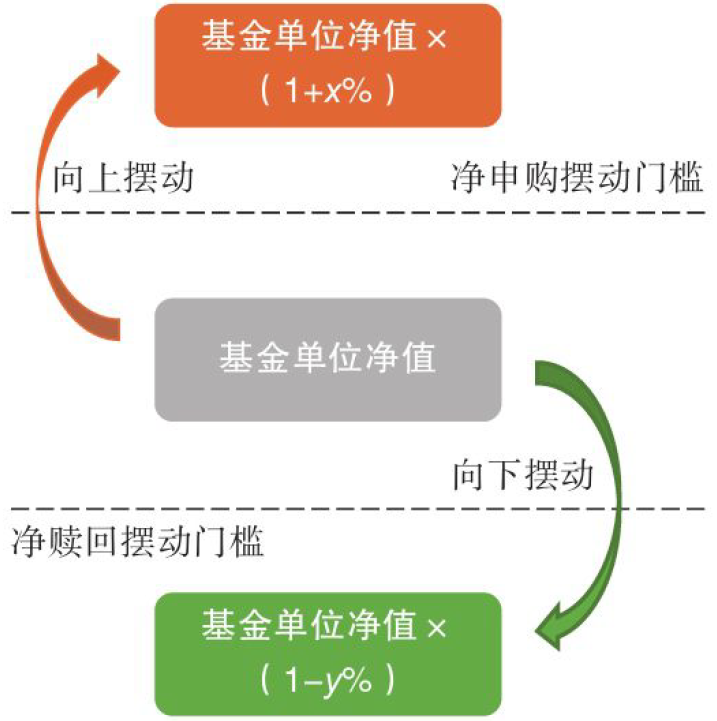 基金单位净值×
（1+x%）
向上摆动
净申购摆动门槛
基金单位净值
向下摆动
净赎回摆动门槛
基金单位净值×
（1−y%）